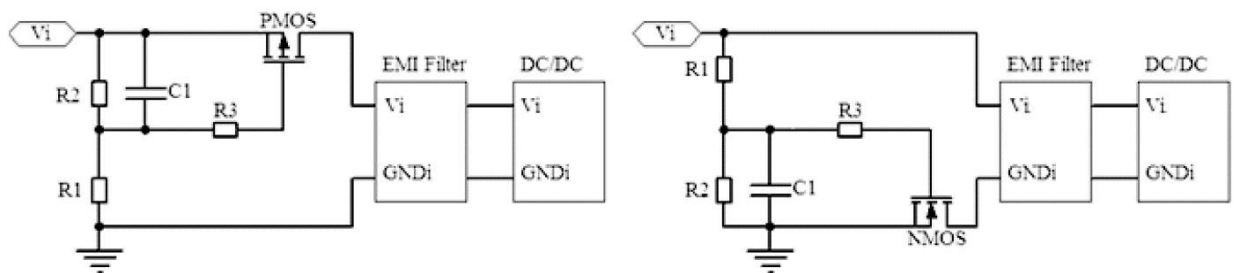 Vi
PMOS
R2
C1
R3
R1
EMI Filter
DC/DC
Vi
Vi
GNDi
GNDi
Vi
R1
R3
R2
C1
NMOS
EMI Filter
DC/DC
Vi
Vi
GNDi
GNDi